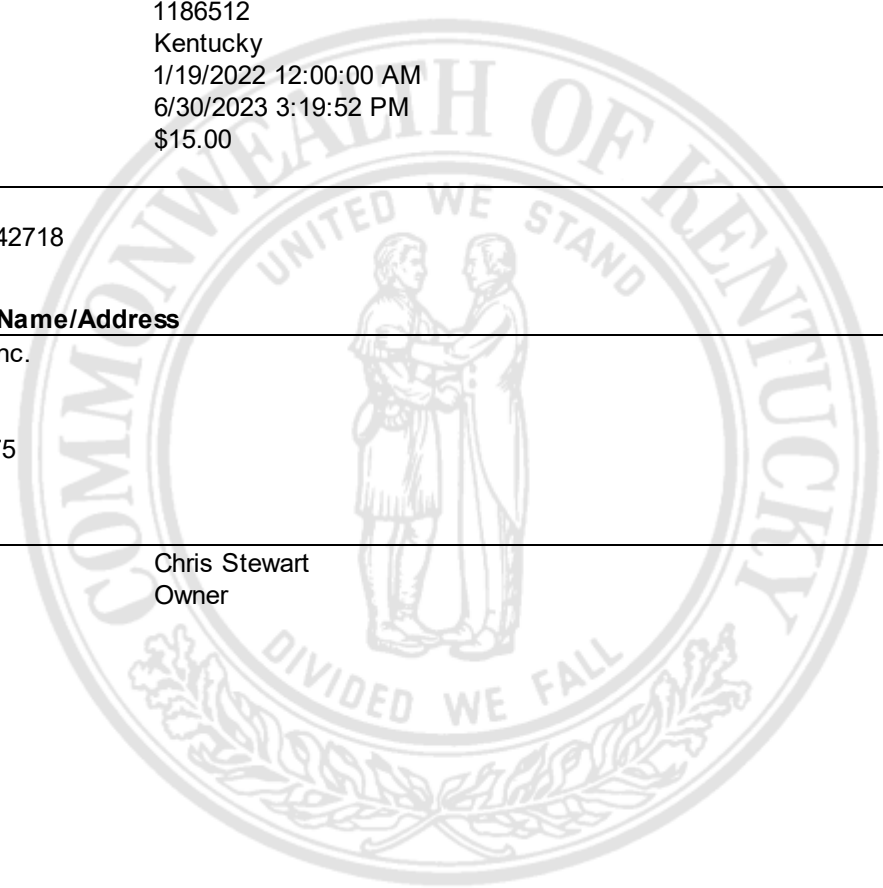 1186512
Kentucky
1/19/2022 12:00:00 AM
6/30/2023 3:19:52 PM
$15.00
42718
Name/Address
nc.
75
Chris Stewart
Owner
COMMONWEALTH OF KENTUCKY
UNITED WE STAND
DIVIDED WE FALL